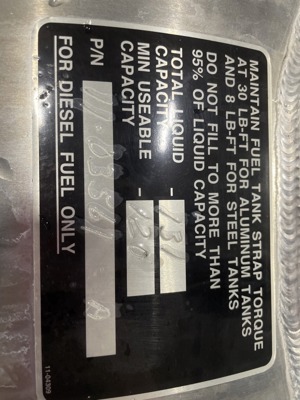 MAINTAIN FUEL TANK STRAP TORQUE
AT 30 LB-FT FOR ALUMINUM TANKS
AND 8 LB-FT FOR STEEL TANKS
DO NOT FILL TO MORE THAN
95% OF LIQUID CAPACITY
TOTAL LIQUID
CAPACITY -
MIN USEABLE
CAPACITY -
P/N
FOR DIESEL FUEL ONLY
11-04309